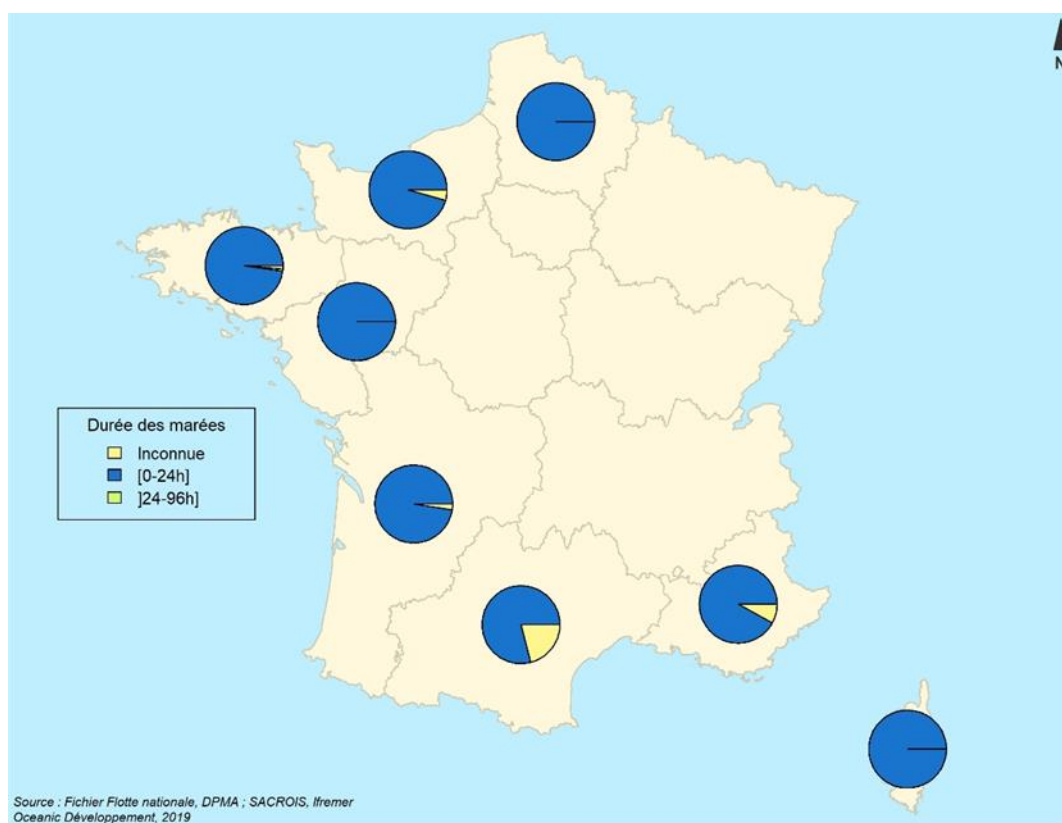 N
Durée des marées
Inconnue
[0-24h]
]24-96h]
Source : Fichier Flotte nationale, DPMA ; SACROIS, Ifremer
Oceanic Développement, 2019